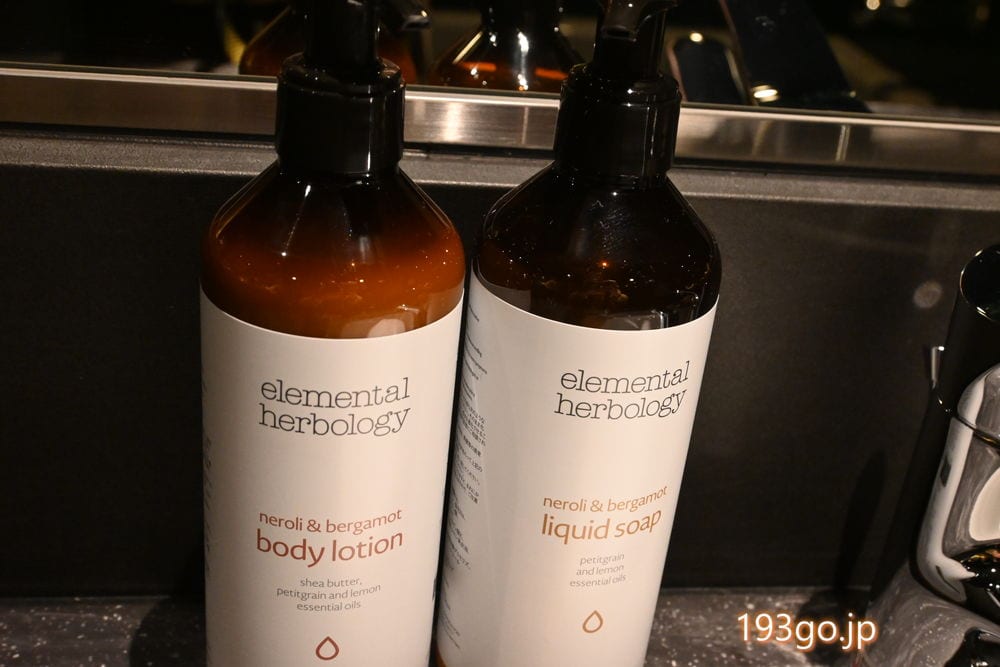 elemental
herbology
neroli & bergamot
body lotion
shea butter,
petitgrain and lemon
essential oils
elemental
herbology
neroli & bergamot
liquid soap
petitgrain
and lemon
essential oils
193go.jp